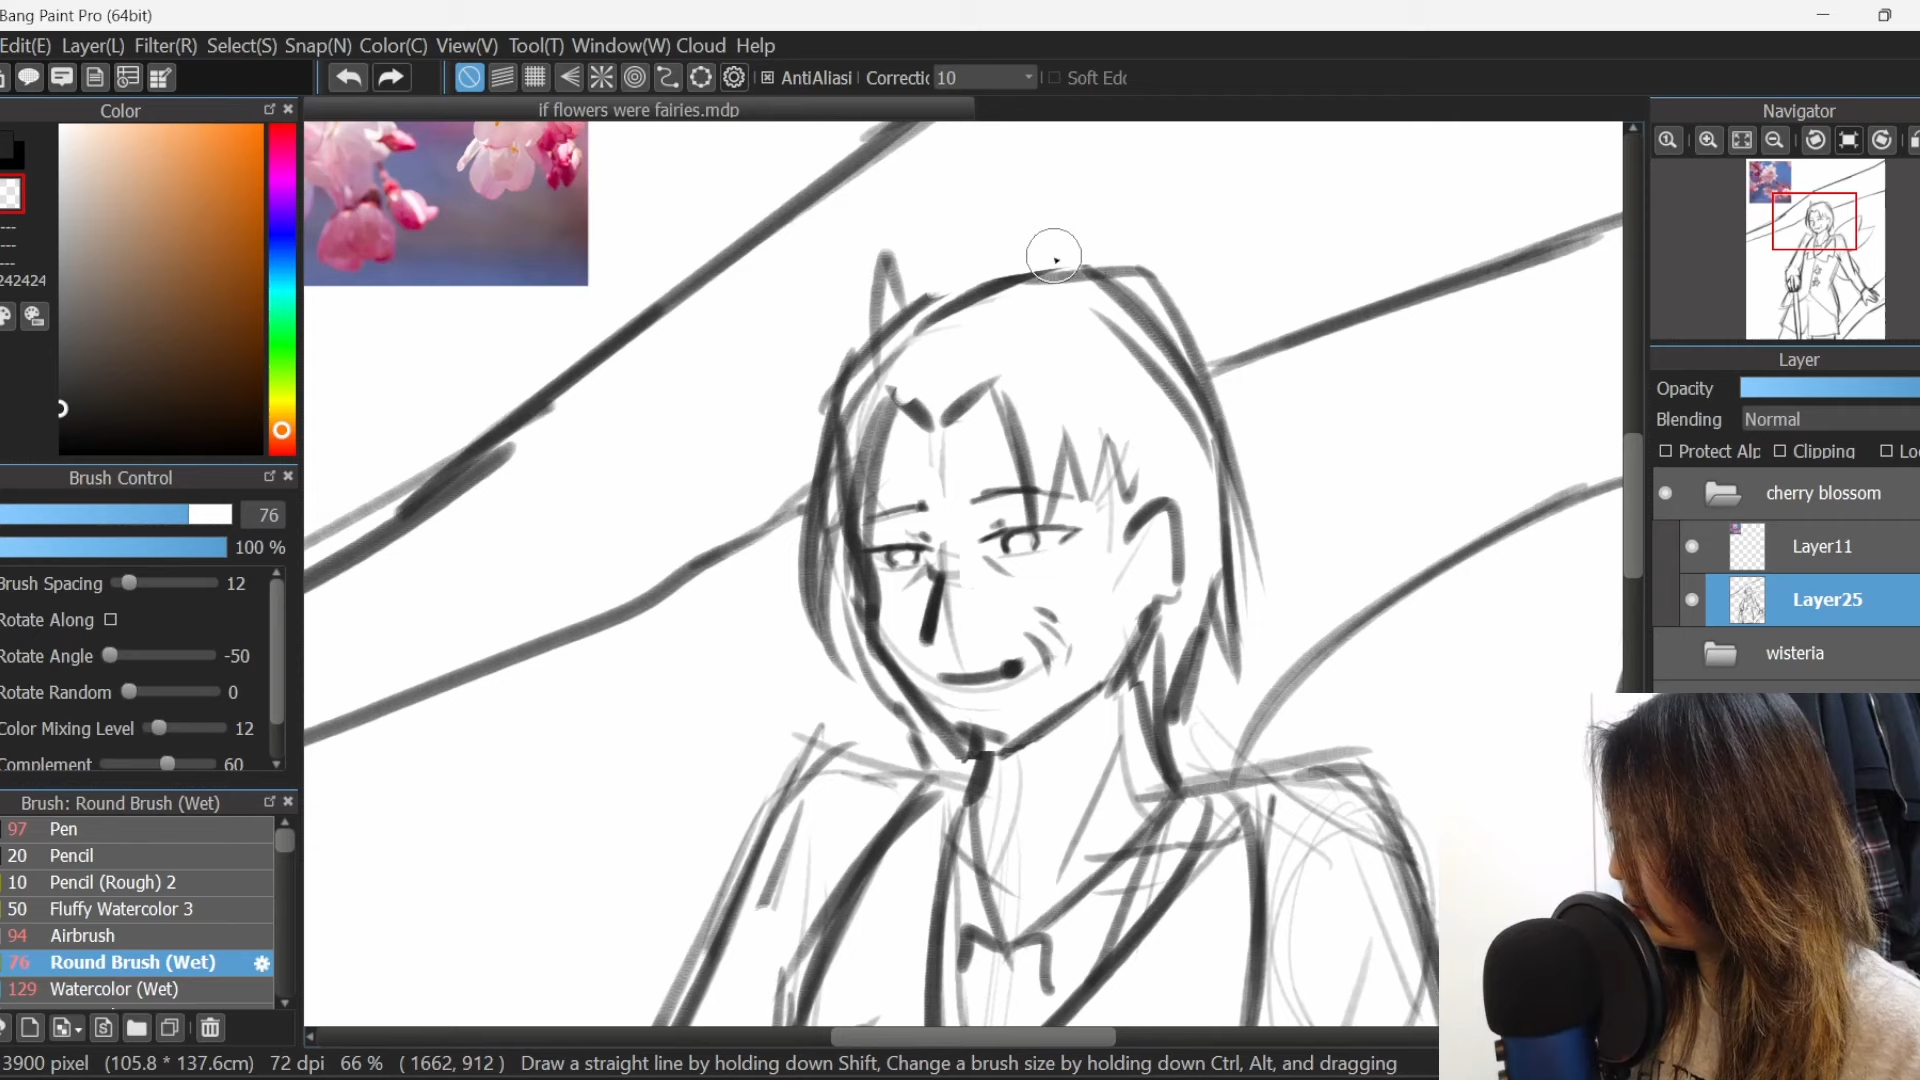 Bang Paint Pro (64bit)
Edit(E) Layer(L) Filter(R) Select(S) Snap(N) Color(C) View(V) Tool(T) Window(W) Cloud Help
AntiAliasi Correctic 10 Soft Edc
Color
if flowers were fairies.mdp
Navigator
---
---
---
242424
Layer
Opacity
Blending Normal
Protect Alp Clipping Loc
cherry blossom
Layer11
Layer25
wisteria
Brush Control
76
100 %
Brush Spacing 12
Rotate Along
Rotate Angle -50
Rotate Random 0
Color Mixing Level 12
Complement 60
Brush: Round Brush (Wet)
97 Pen
20 Pencil
10 Pencil (Rough) 2
50 Fluffy Watercolor 3
94 Airbrush
76 Round Brush (Wet)
129 Watercolor (Wet)
3900 pixel (105.8 * 137.6cm) 72 dpi 66 % ( 1662, 912 ) Draw a straight line by holding down Shift, Change a brush size by holding down Ctrl, Alt, and dragging